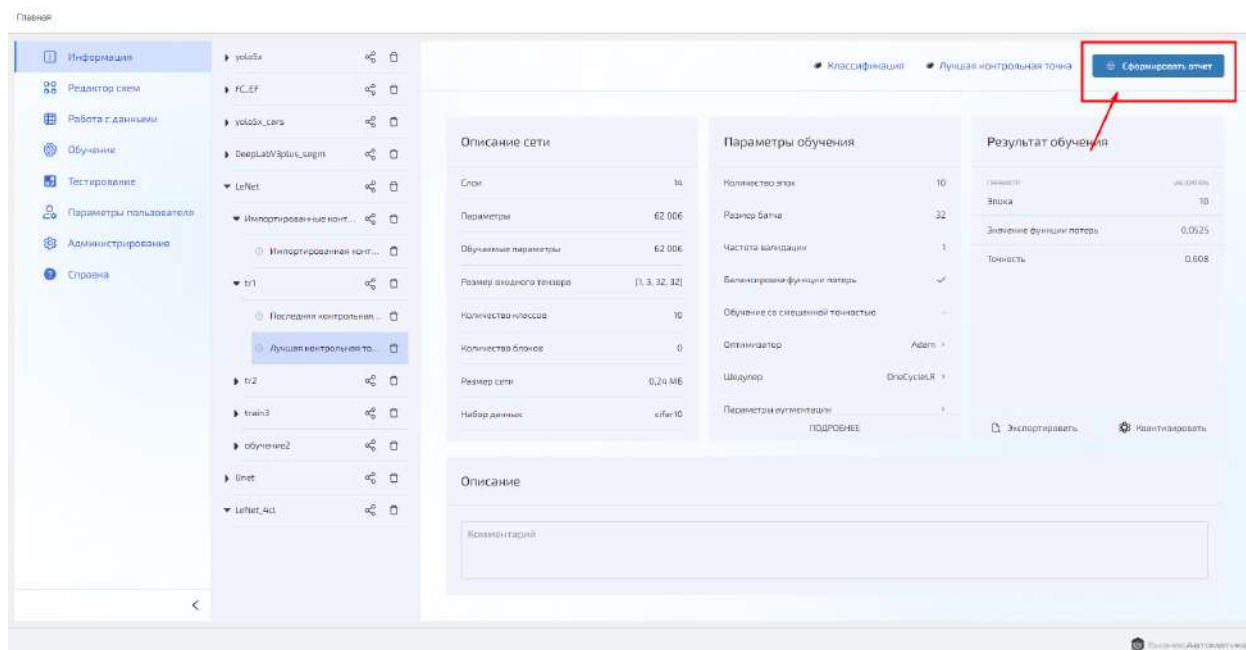 Главная
Информация
Редактор схем
Работа с данными
Обучение
Тестирование
Параметры пользователя
Администрирование
Справка
yolo5x
FC_EF
yolo5x_cars
DeepLabV3plus_segm
LeNet
Импортированные конт...
Импортированная конт...
tr1
Последняя контрольная...
Лучшая контрольная то...
tr2
train3
обучение2
Unet
LeNet_4cl
Классификация
Лучшая контрольная точка
Сформировать отчет
Описание сети
Слои 14
Параметры 62 006
Обучаемые параметры 62 006
Размер входного тензора [1, 3, 32, 32]
Количество классов 10
Количество блоков 0
Размер сети 0,24 МБ
Набор данных cifar10
Параметры обучения
Количество эпох 10
Размер батча 32
Частота валидации 1
Балансировка функции потерь
Обучение со смешанной точностью -
Оптимизатор Adam
Шедулер OneCycleLR
Параметры аугментации
ПОДРОБНЕЕ
Результат обучения
ПАРАМЕТР VALIDATION
Эпоха 10
Значение функции потерь 0.0525
Точность 0.608
Экспортировать
Квантизировать
Описание
Комментарий
БизнесАвтоматика